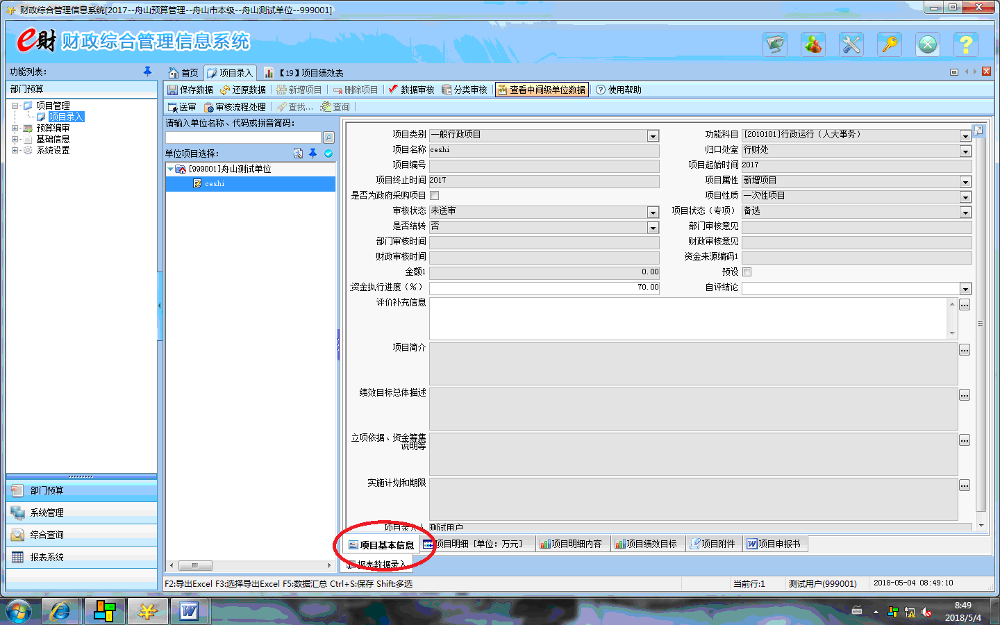 财政综合管理信息系统[2017--舟山预算管理--舟山市本级--舟山测试单位--999001]
e财 财政综合管理信息系统
功能列表：
首页 项目录入 【19】项目绩效表
部门预算
保存数据 还原数据 新增项目 删除项目 数据审核 分类审核 查看中间级单位数据 使用帮助
送审 审核流程处理 查找... 查询
项目管理
项目录入
预算编审
基础信息
系统设置
请输入单位名称、代码或拼音简码：
单位项目选择：
[999001]舟山测试单位
ceshi
项目类别 一般行政项目 功能科目 [2010101]行政运行（人大事务）
项目名称 ceshi 归口处室 行财处
项目编号 项目起始时间 2017
项目终止时间 2017 项目属性 新增项目
是否为政府采购项目 项目性质 一次性项目
审核状态 未送审 项目状态（专项） 备选
是否结转 否 部门审核意见
部门审核时间 财政审核意见
财政审核时间 资金来源编码1
金额1 0.00 预设
资金执行进度（%） 70.00 自评结论
评价补充信息
项目简介
绩效目标总体描述
立项依据、资金筹集
说明等
实施计划和期限
项目录入人 测试用户
项目基本信息 项目明细［单位：万元］ 项目明细内容 项目绩效目标 项目附件 项目申报书
报表数据录入
部门预算
系统管理
综合查询
报表系统
F2:导出Excel F3:选择导出Excel F5:数据汇总 Ctrl+S:保存 Shift:多选 当前行:1 测试用户(999001) 2018-05-04 08:49:10
8:49
2018/5/4